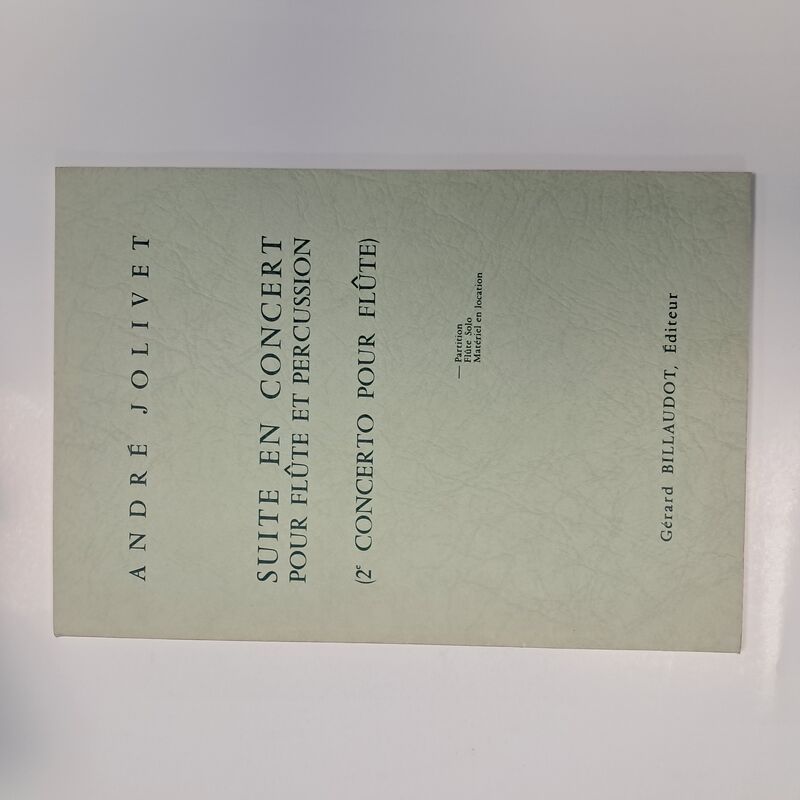 ANDRÉ JOLIVET
SUITE EN CONCERT
POUR FLÛTE ET PERCUSSION
(2e CONCERTO POUR FLÛTE)
— Partition
Flûte Solo
Matériel en location
Gérard BILLAUDOT, Éditeur